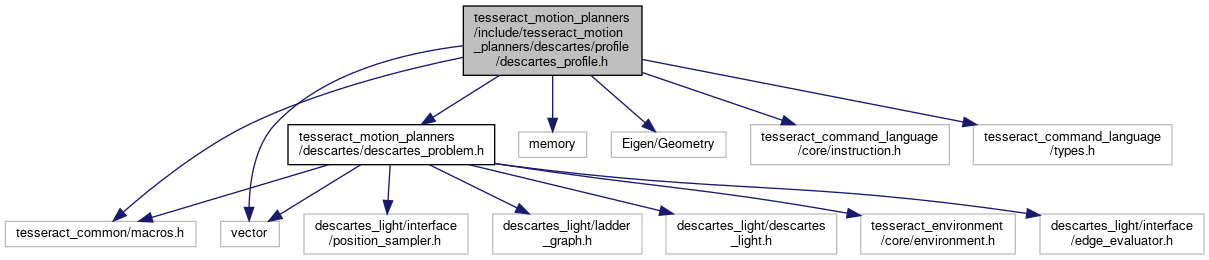 tesseract_motion_planners
/include/tesseract_motion
_planners/descartes/profile
/descartes_profile.h
tesseract_motion_planners
/descartes/descartes_problem.h
memory
Eigen/Geometry
tesseract_command_language
/core/instruction.h
tesseract_command_language
/types.h
tesseract_common/macros.h
vector
descartes_light/interface
/position_sampler.h
descartes_light/ladder
_graph.h
descartes_light/descartes
_light.h
tesseract_environment
/core/environment.h
descartes_light/interface
/edge_evaluator.h